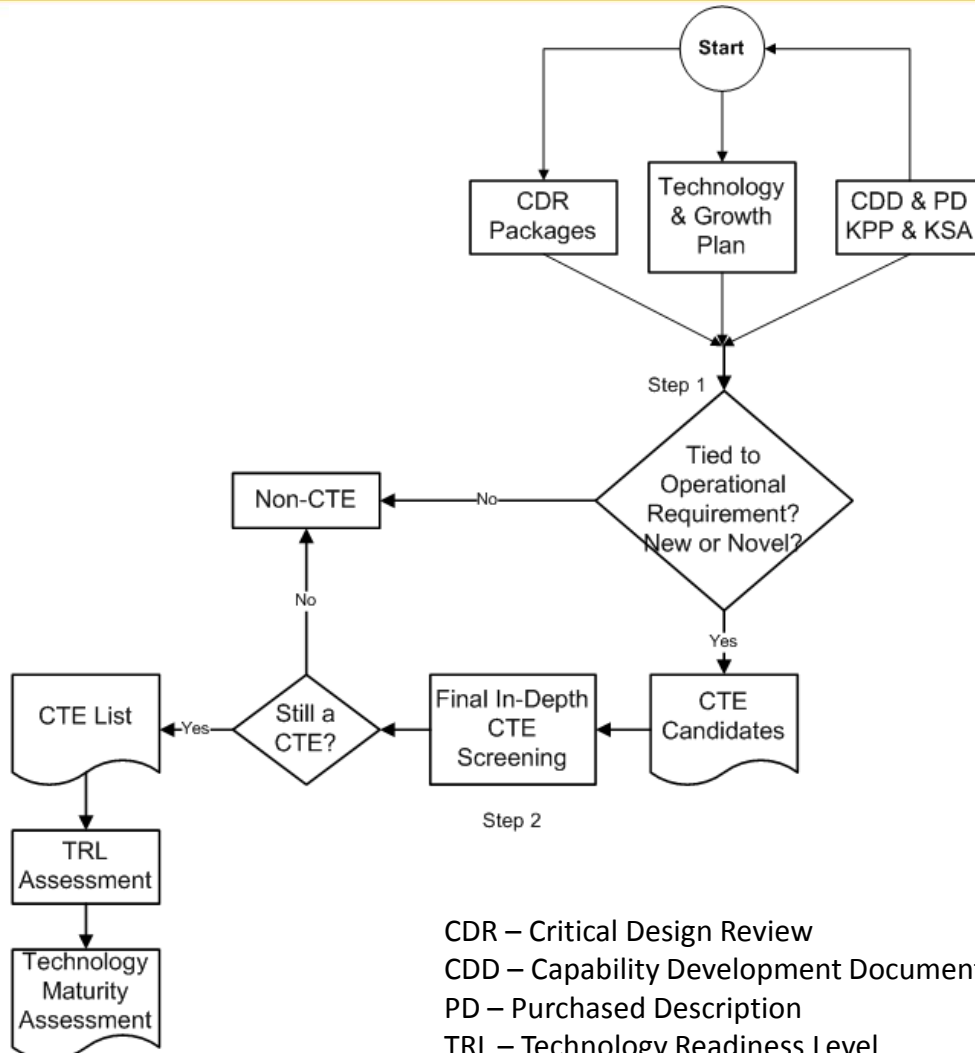 Start
CDR
Packages
Technology
& Growth
Plan
CDD & PD
KPP & KSA
Step 1
Tied to
Operational
Requirement?
New or Novel?
No
Non-CTE
No
Yes
CTE List
Yes
Still a
CTE?
Final In-Depth
CTE
Screening
CTE
Candidates
Step 2
TRL
Assessment
Technology
Maturity
Assessment
CDR – Critical Design Review
CDD – Capability Development Document
PD – Purchased Description
TRL – Technology Readiness Level